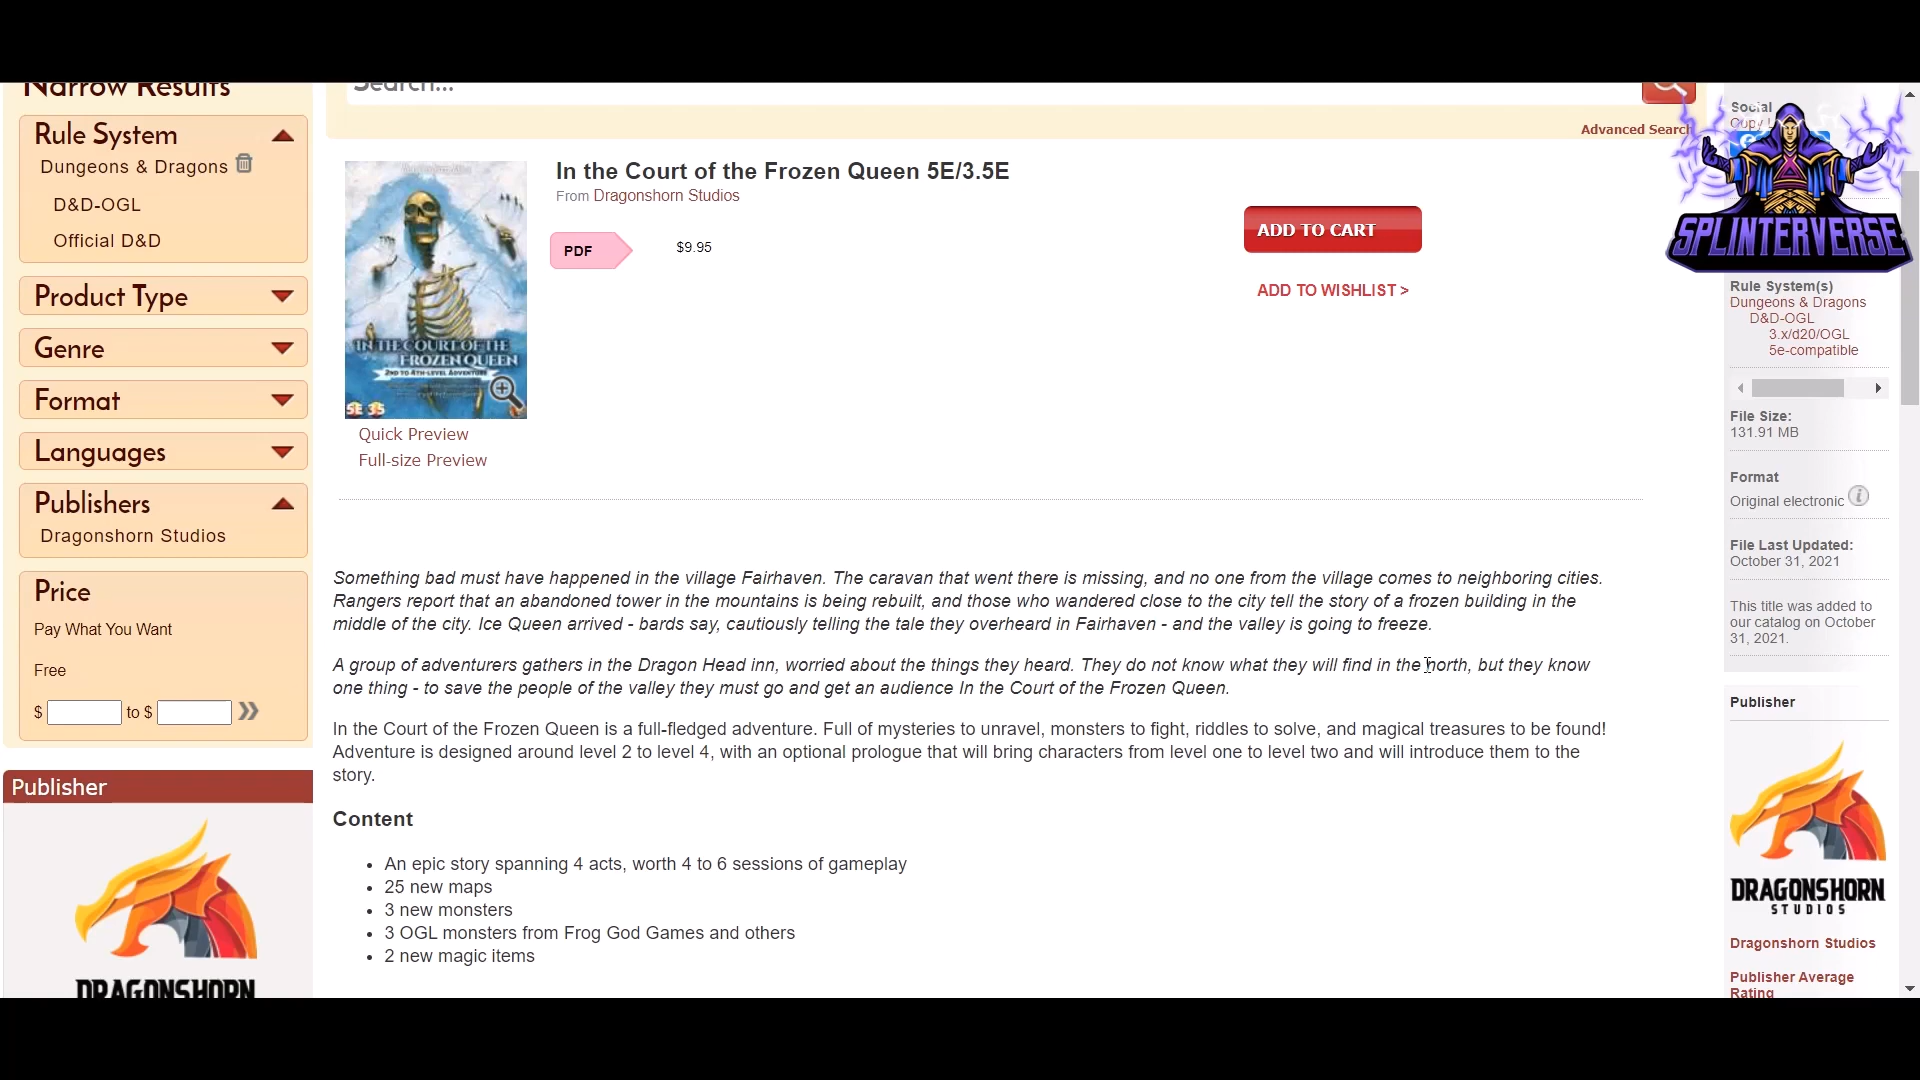 Narrow Results
Rule System
Dungeons & Dragons
D&D-OGL
Official D&D
Product Type
Genre
Format
Languages
Publishers
Dragonshorn Studios
Price
Pay What You Want
Free
$ to $
Publisher
DRAGONSHORN
Search...
Advanced Search
In the Court of the Frozen Queen 5E/3.5E
From Dragonshorn Studios
PDF
$9.95
ADD TO CART
ADD TO WISHLIST >
IN THE COURT OF THE
FROZEN QUEEN
2ND TO 4TH-LEVEL ADVENTURE
5E 35
Quick Preview
Full-size Preview
Something bad must have happened in the village Fairhaven. The caravan that went there is missing, and no one from the village comes to neighboring cities.
Rangers report that an abandoned tower in the mountains is being rebuilt, and those who wandered close to the city tell the story of a frozen building in the
middle of the city. Ice Queen arrived - bards say, cautiously telling the tale they overheard in Fairhaven - and the valley is going to freeze.
A group of adventurers gathers in the Dragon Head inn, worried about the things they heard. They do not know what they will find in the north, but they know
one thing - to save the people of the valley they must go and get an audience In the Court of the Frozen Queen.
In the Court of the Frozen Queen is a full-fledged adventure. Full of mysteries to unravel, monsters to fight, riddles to solve, and magical treasures to be found!
Adventure is designed around level 2 to level 4, with an optional prologue that will bring characters from level one to level two and will introduce them to the
story.
Content
• An epic story spanning 4 acts, worth 4 to 6 sessions of gameplay
• 25 new maps
• 3 new monsters
• 3 OGL monsters from Frog God Games and others
• 2 new magic items
Social
Copy
SPLINTERVERSE
Rule System(s)
Dungeons & Dragons
D&D-OGL
3.x/d20/OGL
5e-compatible
File Size:
131.91 MB
Format
Original electronic
File Last Updated:
October 31, 2021
This title was added to
our catalog on October
31, 2021.
Publisher
DRAGONSHORN
STUDIOS
Dragonshorn Studios
Publisher Average
Rating